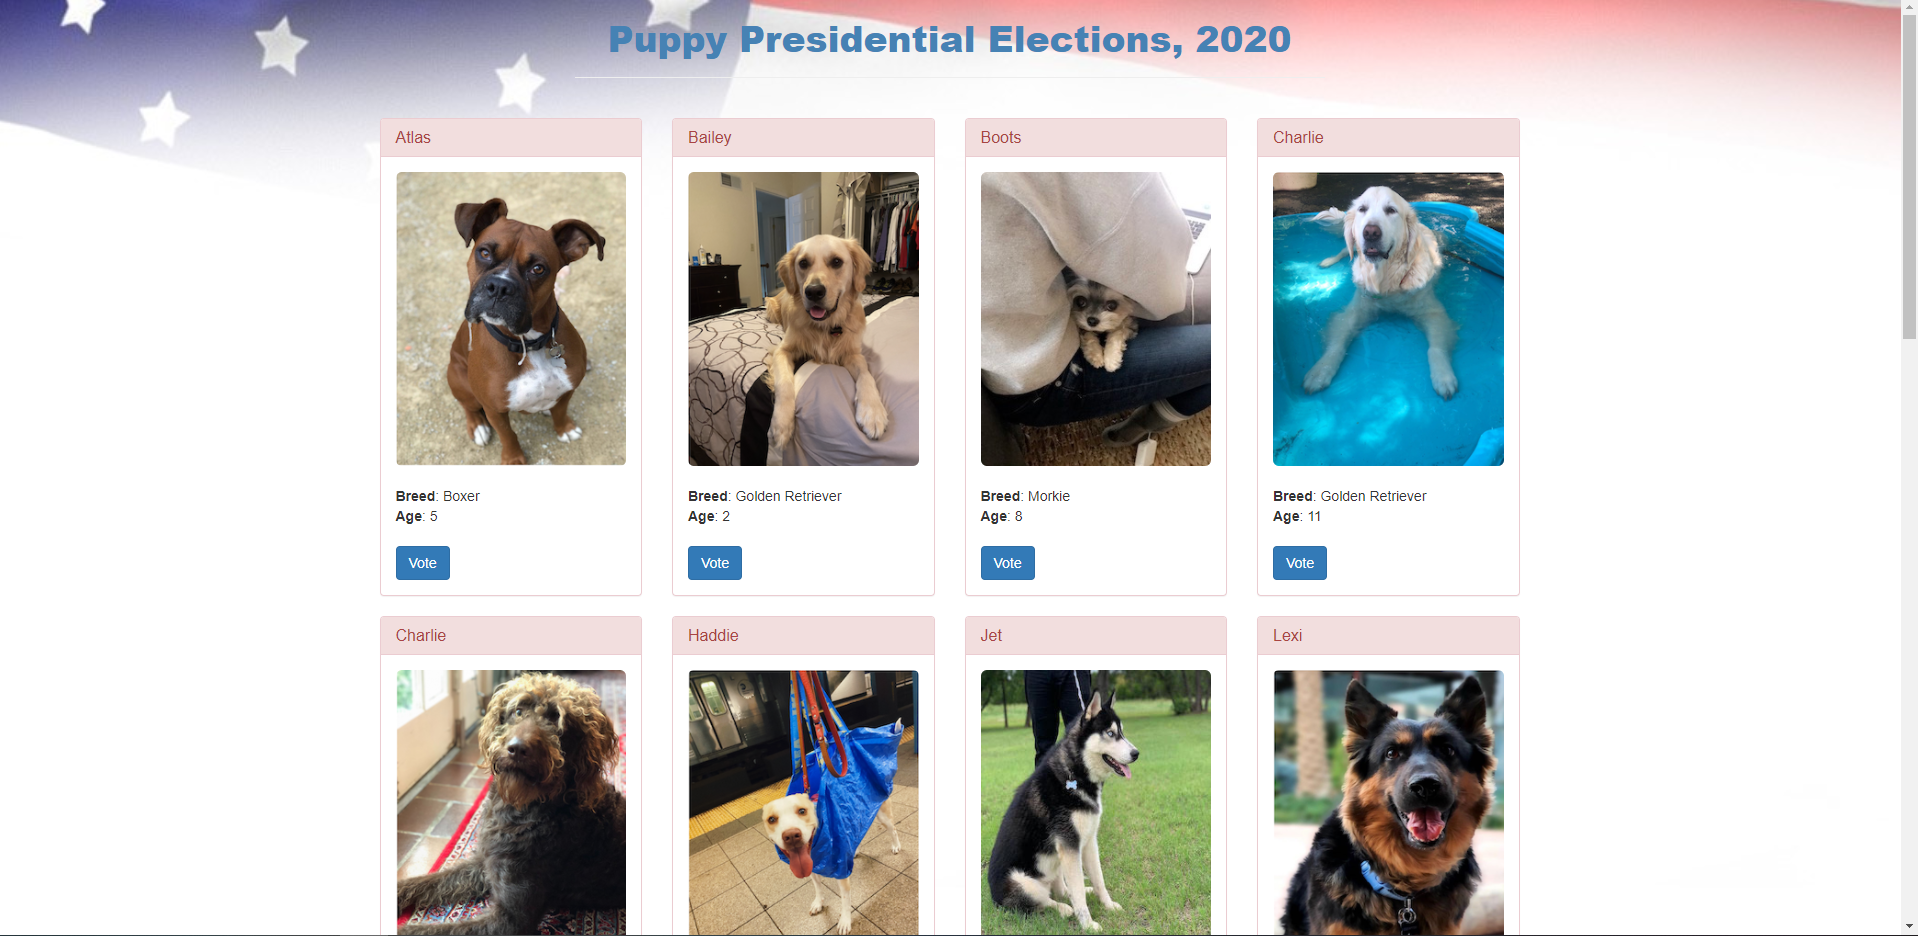 Puppy Presidential Elections, 2020
Atlas
Bailey
Boots
Charlie
Breed: Boxer
Age: 5
Vote
Breed: Golden Retriever
Age: 2
Vote
Breed: Morkie
Age: 8
Vote
Breed: Golden Retriever
Age: 11
Vote
Charlie
Haddie
Jet
Lexi